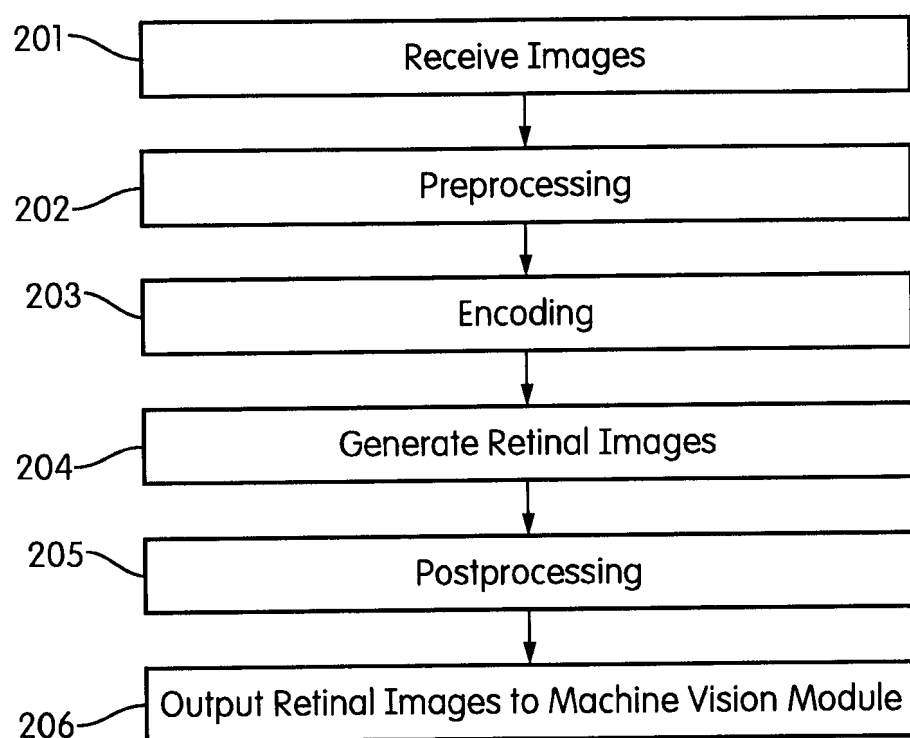 201
Receive Images
202
Preprocessing
203
Encoding
204
Generate Retinal Images
205
Postprocessing
206
Output Retinal Images to Machine Vision Module